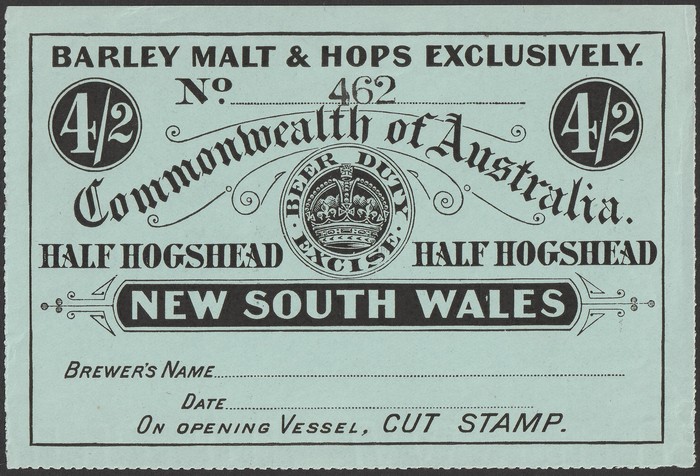 BARLEY MALT & HOPS EXCLUSIVELY.
No. 462
4/2 4/2
Commonwealth of Australia.
BEER DUTY
EXCISE
HALF HOGSHEAD HALF HOGSHEAD
NEW SOUTH WALES
BREWER'S NAME
DATE
ON OPENING VESSEL, CUT STAMP.